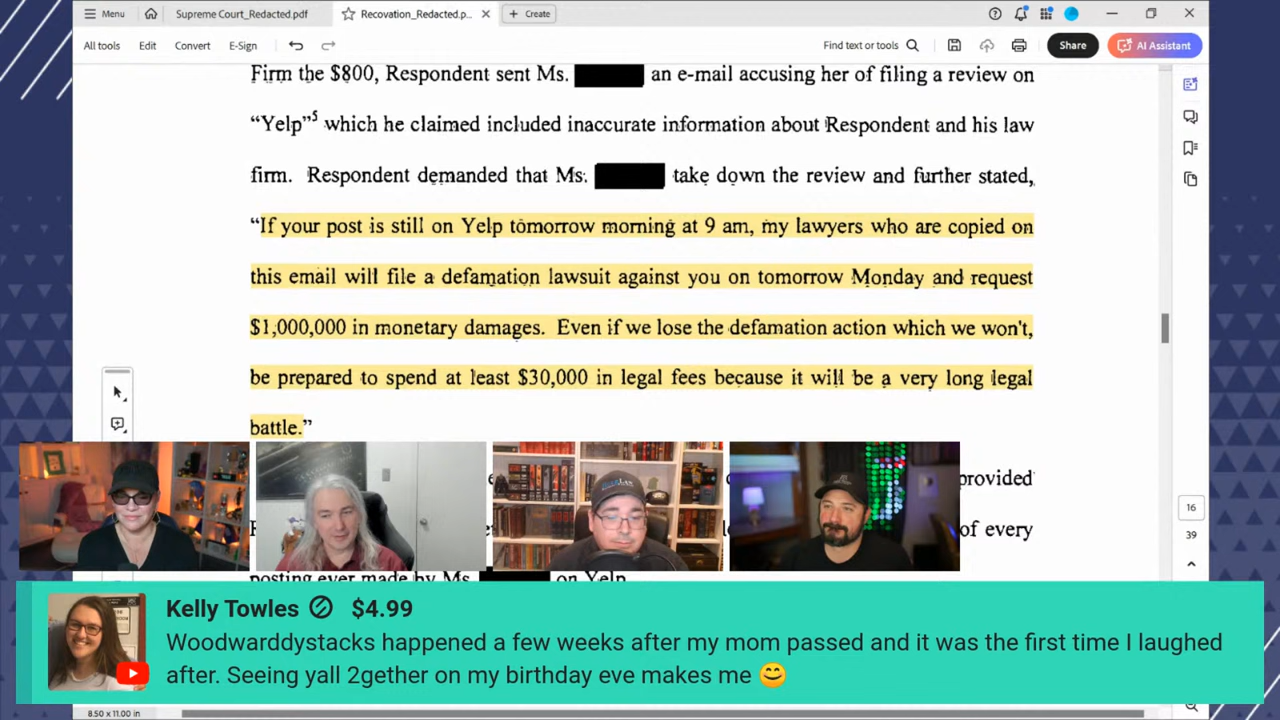 Menu
Supreme Court_Redacted.pdf
Recovation_Redacted.p...
Create
All tools
Edit
Convert
E-Sign
Find text or tools
Share
AI Assistant
Firm the $800, Respondent sent Ms. an e-mail accusing her of filing a review on
“Yelp”5 which he claimed included inaccurate information about Respondent and his law
firm. Respondent demanded that Ms. take down the review and further stated,
“If your post is still on Yelp tomorrow morning at 9 am, my lawyers who are copied on
this email will file a defamation lawsuit against you on tomorrow Monday and request
$1,000,000 in monetary damages. Even if we lose the defamation action which we won't,
be prepared to spend at least $30,000 in legal fees because it will be a very long legal
battle.”
provided
of every
posting ever made by Ms. on Yelp.
16
39
Kelly Towles $4.99
Woodwarddystacks happened a few weeks after my mom passed and it was the first time I laughed
after. Seeing yall 2gether on my birthday eve makes me 😊
8.50 x 11.00 in